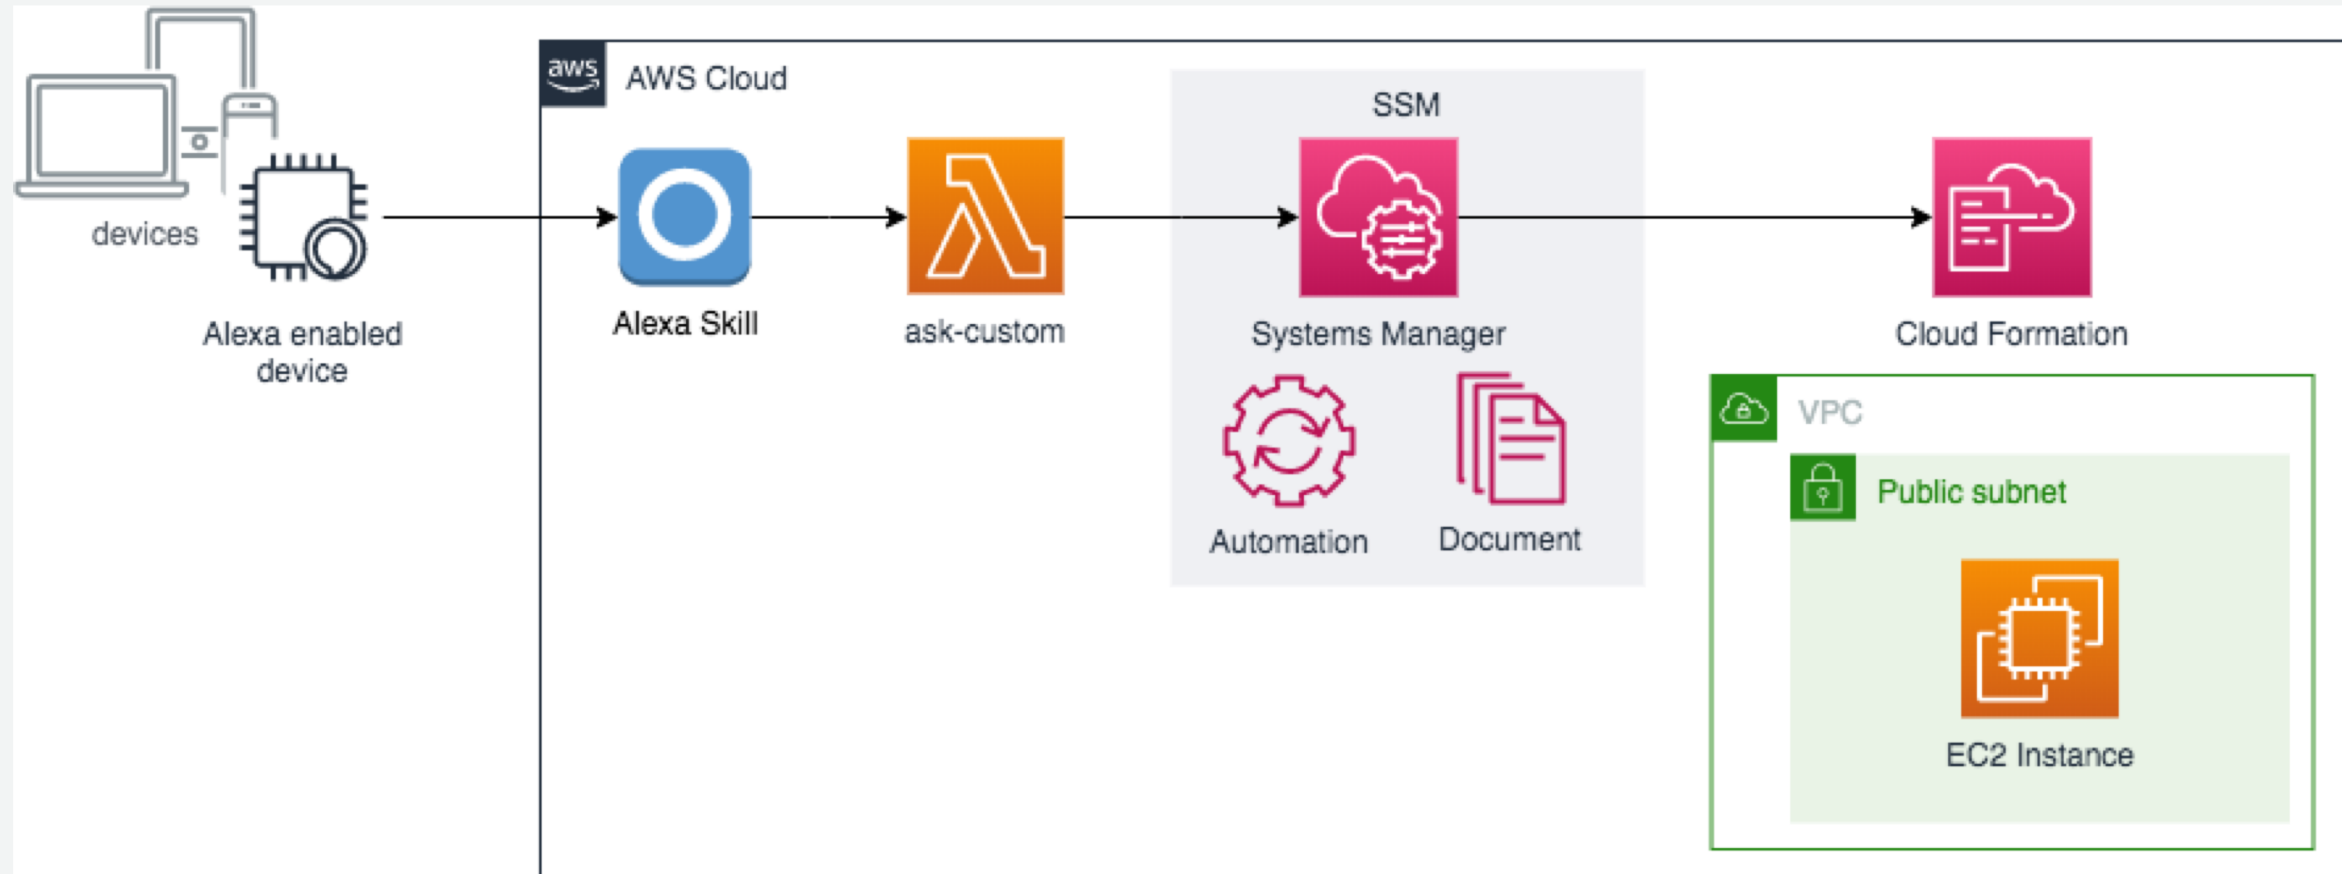 devices
Alexa enabled
device
aws
AWS Cloud
Alexa Skill
ask-custom
SSM
Systems Manager
Automation
Document
Cloud Formation
VPC
Public subnet
EC2 Instance